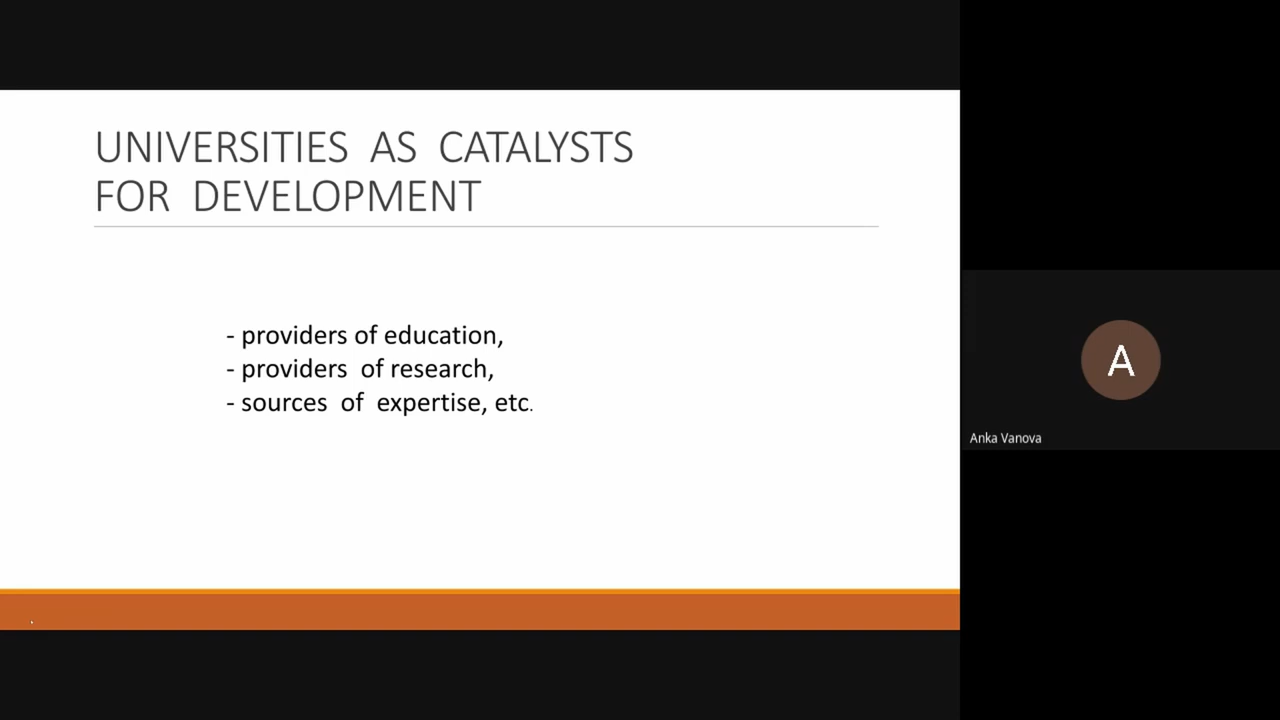 UNIVERSITIES AS CATALYSTS
FOR DEVELOPMENT
- providers of education,
- providers of research,
- sources of expertise, etc.
A
Anka Vanova